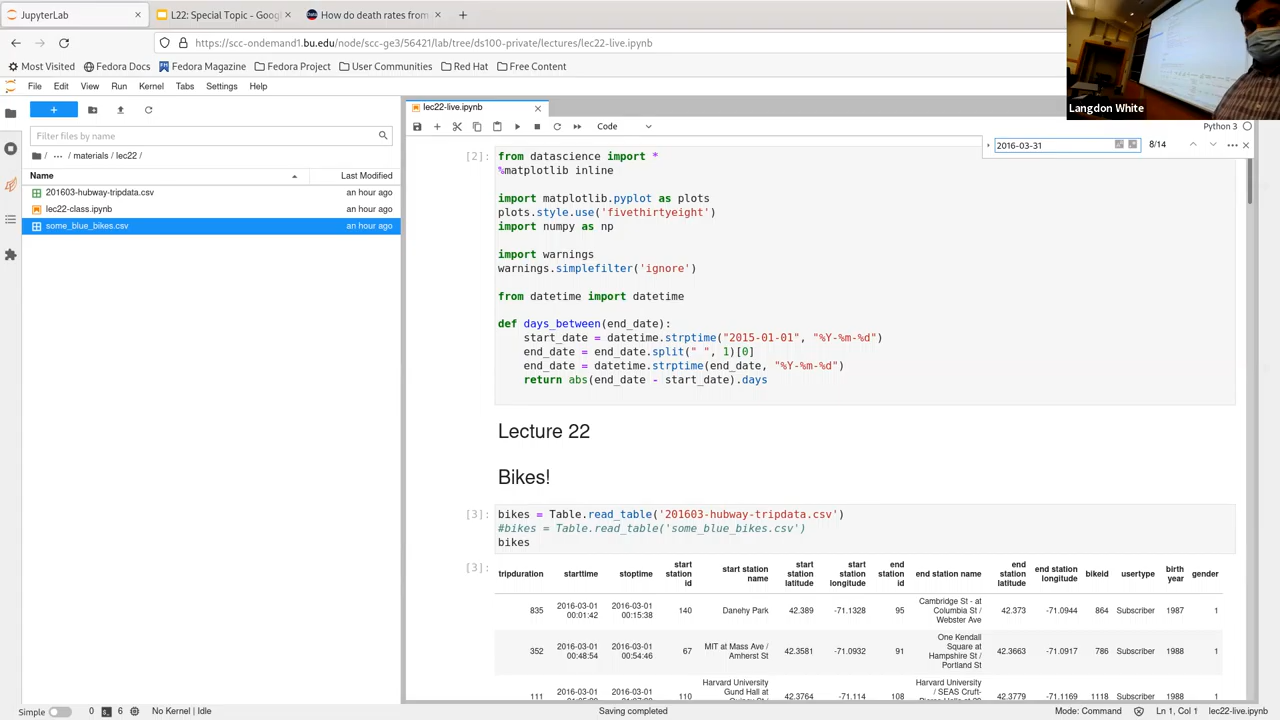 JupyterLab
L22: Special Topic - Goog
How do death rates from
https://scc-ondemand1.bu.edu/node/scc-ge3/56421/lab/tree/ds100-private/lectures/lec22-live.ipynb
Most Visited Fedora Docs Fedora Magazine Fedora Project User Communities Red Hat Free Content
Langdon White
File Edit View Run Kernel Tabs Settings Help
lec22-live.ipynb
Code
Python 3
Filter files by name
2016-03-31
8/14
/ ··· / materials / lec22 /
Name Last Modified
201603-hubway-tripdata.csv an hour ago
lec22-class.ipynb an hour ago
some_blue_bikes.csv an hour ago
[2]:
from datascience import *
%matplotlib inline
import matplotlib.pyplot as plots
plots.style.use('fivethirtyeight')
import numpy as np
import warnings
warnings.simplefilter('ignore')
from datetime import datetime
def days_between(end_date):
start_date = datetime.strptime("2015-01-01", "%Y-%m-%d")
end_date = end_date.split(" ", 1)[0]
end_date = datetime.strptime(end_date, "%Y-%m-%d")
return abs(end_date - start_date).days
Lecture 22
Bikes!
[3]:
bikes = Table.read_table('201603-hubway-tripdata.csv')
#bikes = Table.read_table('some_blue_bikes.csv')
bikes
[3]:
tripduration starttime stoptime start station id start station name start station latitude start station longitude end station id end station name end station latitude end station longitude bikeid usertype birth year gender
835 2016-03-01 00:01:42 2016-03-01 00:15:38 140 Danehy Park 42.389 -71.1328 95 Cambridge St - at Columbia St / Webster Ave 42.373 -71.0944 864 Subscriber 1987 1
352 2016-03-01 00:48:54 2016-03-01 00:54:46 67 MIT at Mass Ave / Amherst St 42.3581 -71.0932 91 One Kendall Square at Hampshire St / Portland St 42.3663 -71.0917 786 Subscriber 1988 1
111 2016-03-01 110 Harvard University Gund Hall at 42.3764 -71.114 108 Harvard University / SEAS Cruft- 42.3779 -71.1169 1118 Subscriber 1988 1
Simple 0 6 No Kernel | Idle
Saving completed
Mode: Command Ln 1, Col 1 lec22-live.ipynb